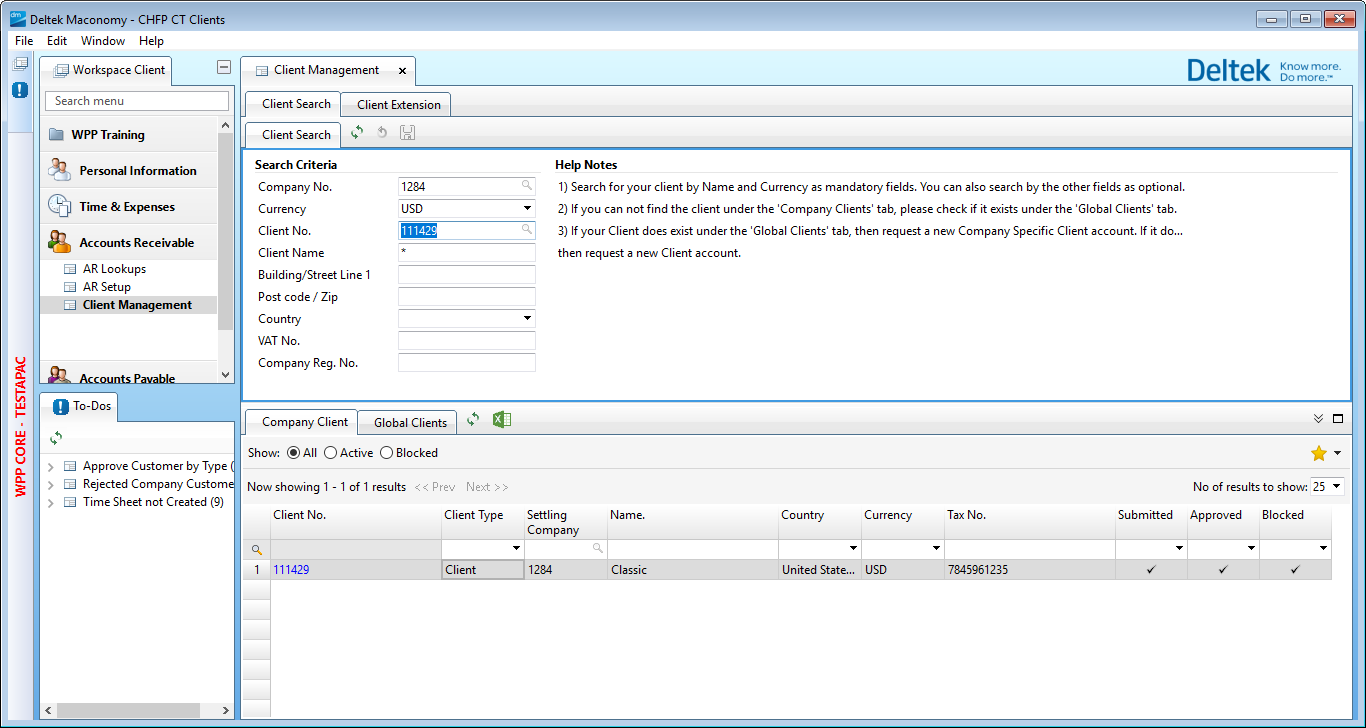 dm Deltek Maconomy - CHFP CT Clients
File Edit Window Help
Workspace Client
Client Management
Deltek Know more. Do more.™
Search menu
Client Search Client Extension
Client Search
WPP Training
Personal Information
Time & Expenses
Accounts Receivable
AR Lookups
AR Setup
Client Management
Accounts Payable
WPP CORE - TESTAPAC
To-Dos
Approve Customer by Type (
Rejected Company Custome
Time Sheet not Created (9)
Search Criteria
Company No. 1284
Currency USD
Client No. 111429
Client Name *
Building/Street Line 1
Post code / Zip
Country
VAT No.
Company Reg. No.
Help Notes
1) Search for your client by Name and Currency as mandatory fields. You can also search by the other fields as optional.
2) If you can not find the client under the 'Company Clients' tab, please check if it exists under the 'Global Clients' tab.
3) If your Client does exist under the 'Global Clients' tab, then request a new Company Specific Client account. If it do...
then request a new Client account.
Company Client Global Clients
Show: All Active Blocked
Now showing 1 - 1 of 1 results << Prev Next >>
No of results to show: 25
Client No. Client Type Settling Company Name. Country Currency Tax No. Submitted Approved Blocked
1 111429 Client 1284 Classic United State... USD 7845961235 ✓ ✓ ✓